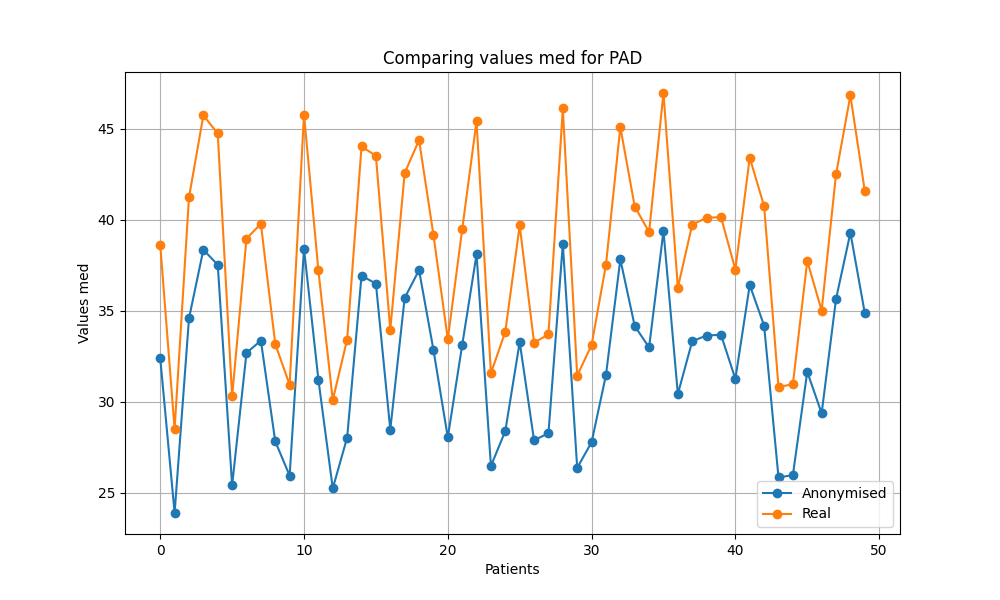 Comparing values med for PAD
45
40
35
30
25
Values med
0 10 20 30 40 50
Patients
Anonymised
Real